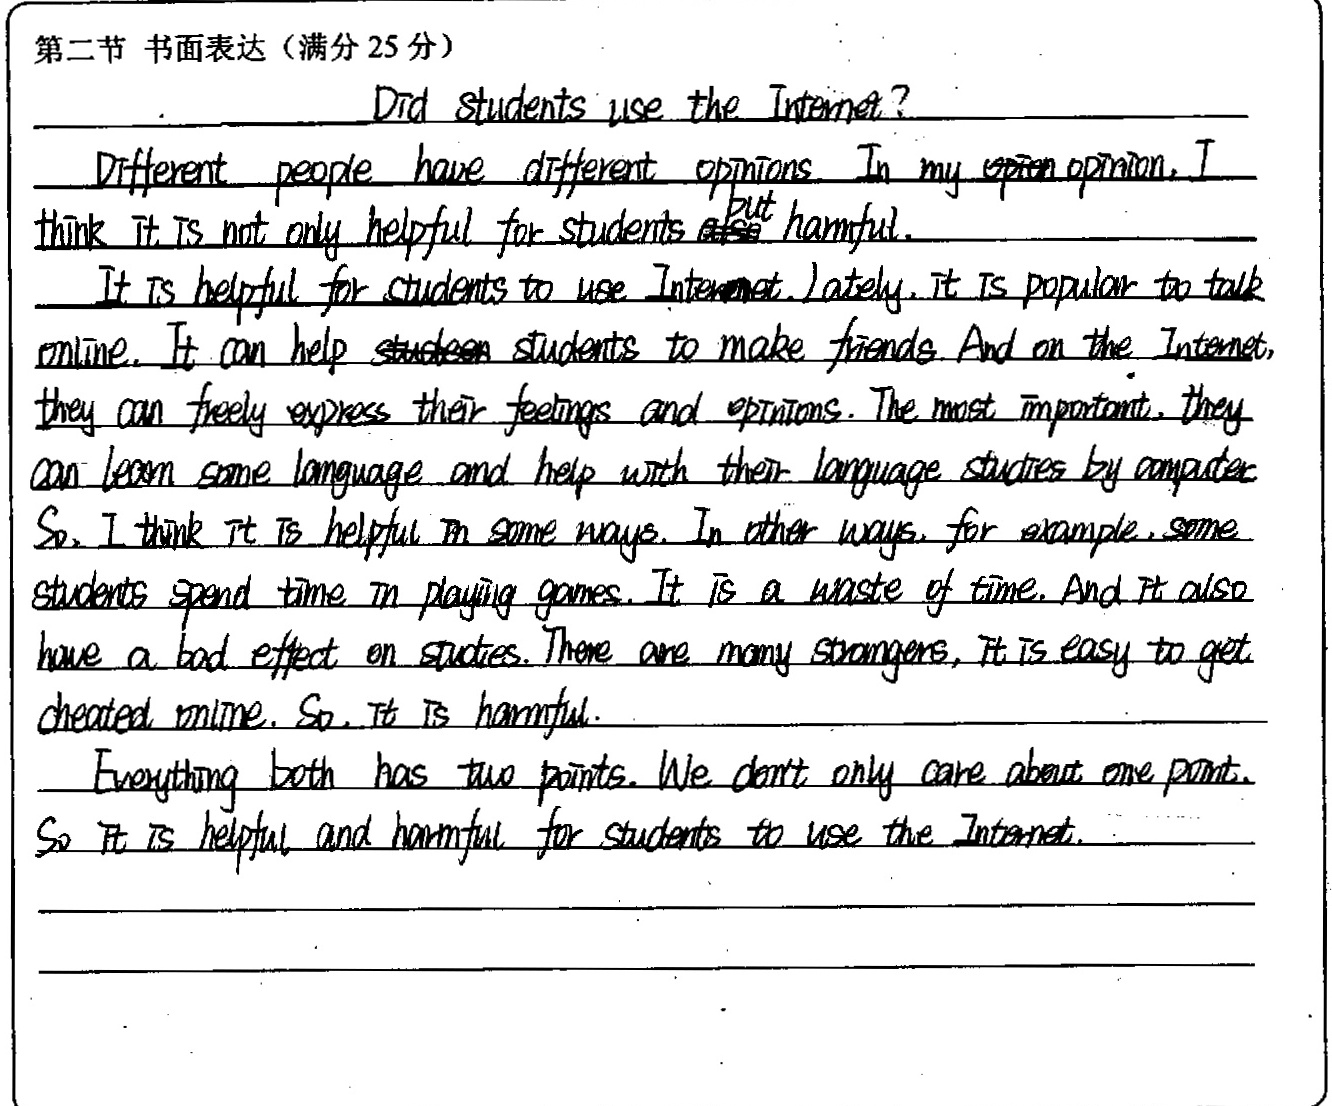 第二节 书面表达（满分 25 分）
Did students use the Internet?
Different people have different opinions. In my opinion, I
think it is not only helpful for students but harmful.
It is helpful for students to use Internet. Lately, it is popular to talk
online. It can help students to make friends. And on the Internet,
they can freely express their feelings and opinions. The most important, they
can learn some language and help with their language studies by computer.
So, I think it is helpful in some ways. In other ways, for example, some
students spend time in playing games. It is a waste of time. And it also
have a bad effect on studies. There are many strangers, it is easy to get
cheated online. So, it is harmful.
Everything both has two points. We don't only care about one point.
So it is helpful and harmful for students to use the Internet.